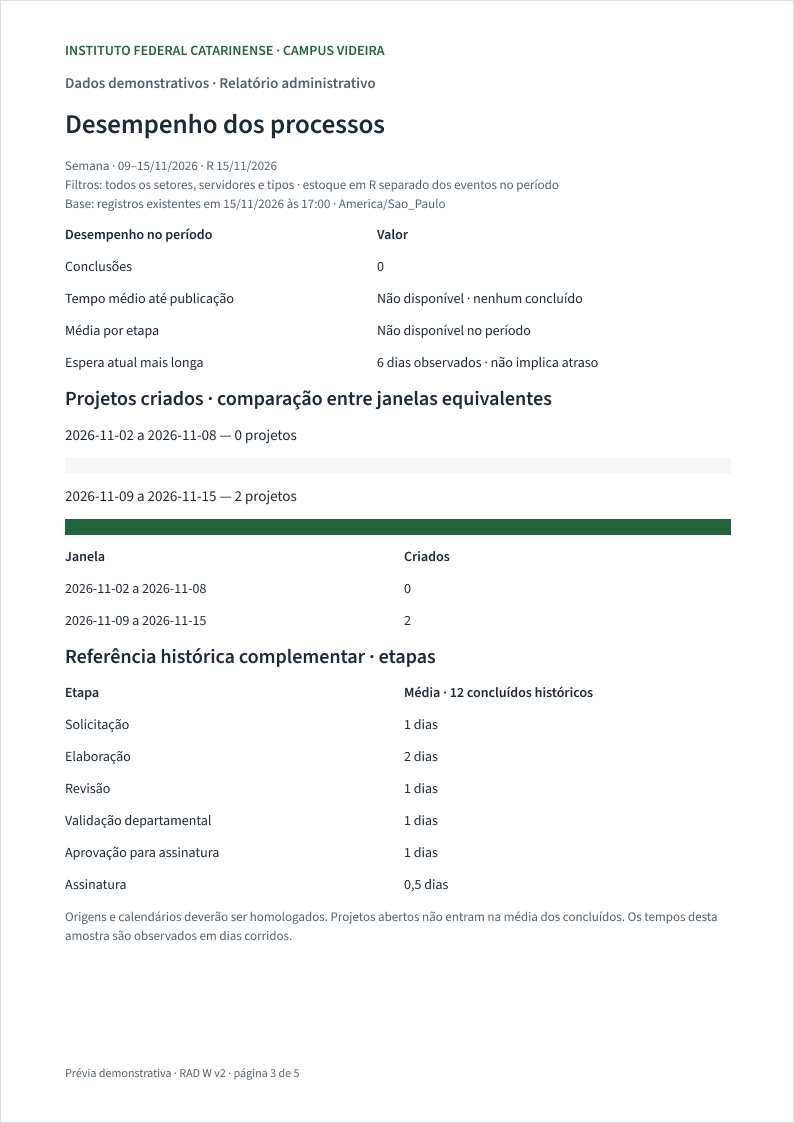 INSTITUTO FEDERAL CATARINENSE · CAMPUS VIDEIRA
Dados demonstrativos · Relatório administrativo
Desempenho dos processos
Semana · 09–15/11/2026 · R 15/11/2026
Filtros: todos os setores, servidores e tipos · estoque em R separado dos eventos no período
Base: registros existentes em 15/11/2026 às 17:00 · America/Sao_Paulo
Desempenho no período Valor
Conclusões 0
Tempo médio até publicação Não disponível · nenhum concluído
Média por etapa Não disponível no período
Espera atual mais longa 6 dias observados · não implica atraso
Projetos criados · comparação entre janelas equivalentes
2026-11-02 a 2026-11-08 — 0 projetos
2026-11-09 a 2026-11-15 — 2 projetos
Janela Criados
2026-11-02 a 2026-11-08 0
2026-11-09 a 2026-11-15 2
Referência histórica complementar · etapas
Etapa Média · 12 concluídos históricos
Solicitação 1 dias
Elaboração 2 dias
Revisão 1 dias
Validação departamental 1 dias
Aprovação para assinatura 1 dias
Assinatura 0,5 dias
Origens e calendários deverão ser homologados. Projetos abertos não entram na média dos concluídos. Os tempos desta
amostra são observados em dias corridos.
Prévia demonstrativa · RAD W v2 · página 3 de 5